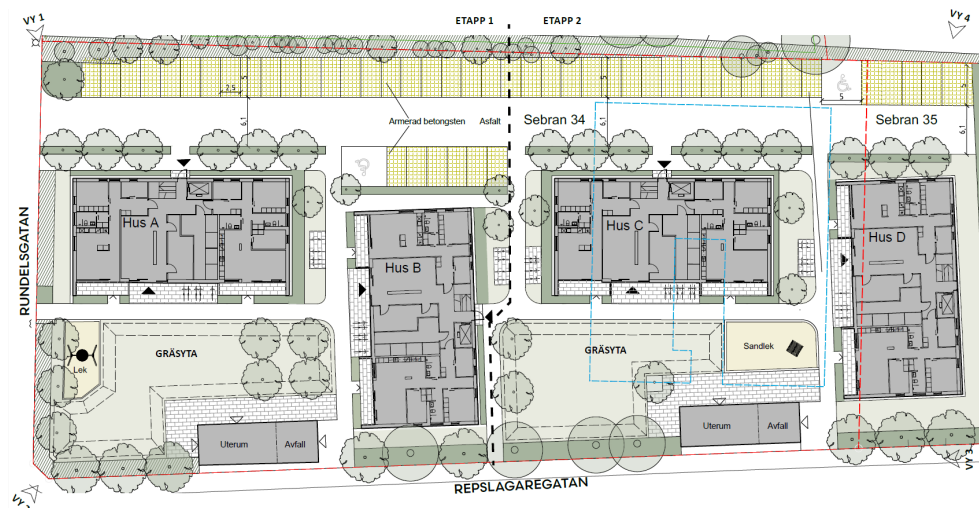 VY 1
ETAPP 1
ETAPP 2
VY 4
5
2.5
5
5
5
6.1
Armerad betongsten
Asfalt
Sebran 34
6.1
Sebran 35
6.1
Hus A
Hus B
Hus C
Hus D
RUNDELSGATAN
GRÄSYTA
GRÄSYTA
Lek
Sandlek
Uterum
Avfall
Uterum
Avfall
VY 3
REPSLAGAREGATAN